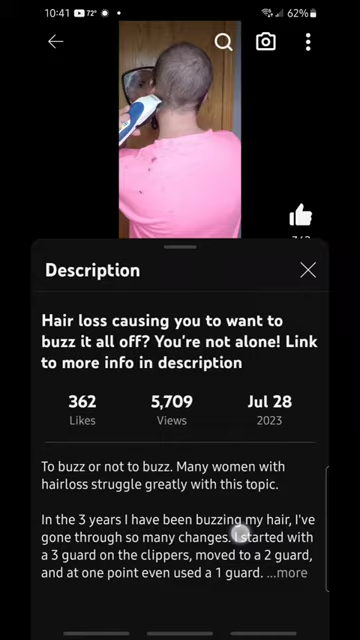 10:41
72°
62%
Description
Hair loss causing you to want to
buzz it all off? You're not alone! Link
to more info in description
362
5,709
Jul 28
Likes
Views
2023
To buzz or not to buzz. Many women with
hairloss struggle greatly with this topic.
In the 3 years I have been buzzing my hair, I've
gone through so many changes. I started with
a 3 guard on the clippers, moved to a 2 guard,
and at one point even used a 1 guard. ...more